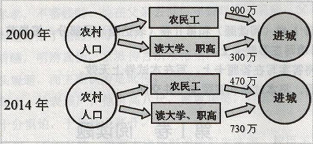 2000 年
农村
人口
农民工
读大学、职高
900 万
300 万
进城
2014 年
农村
人口
农民工
读大学、职高
470 万
730 万
进城